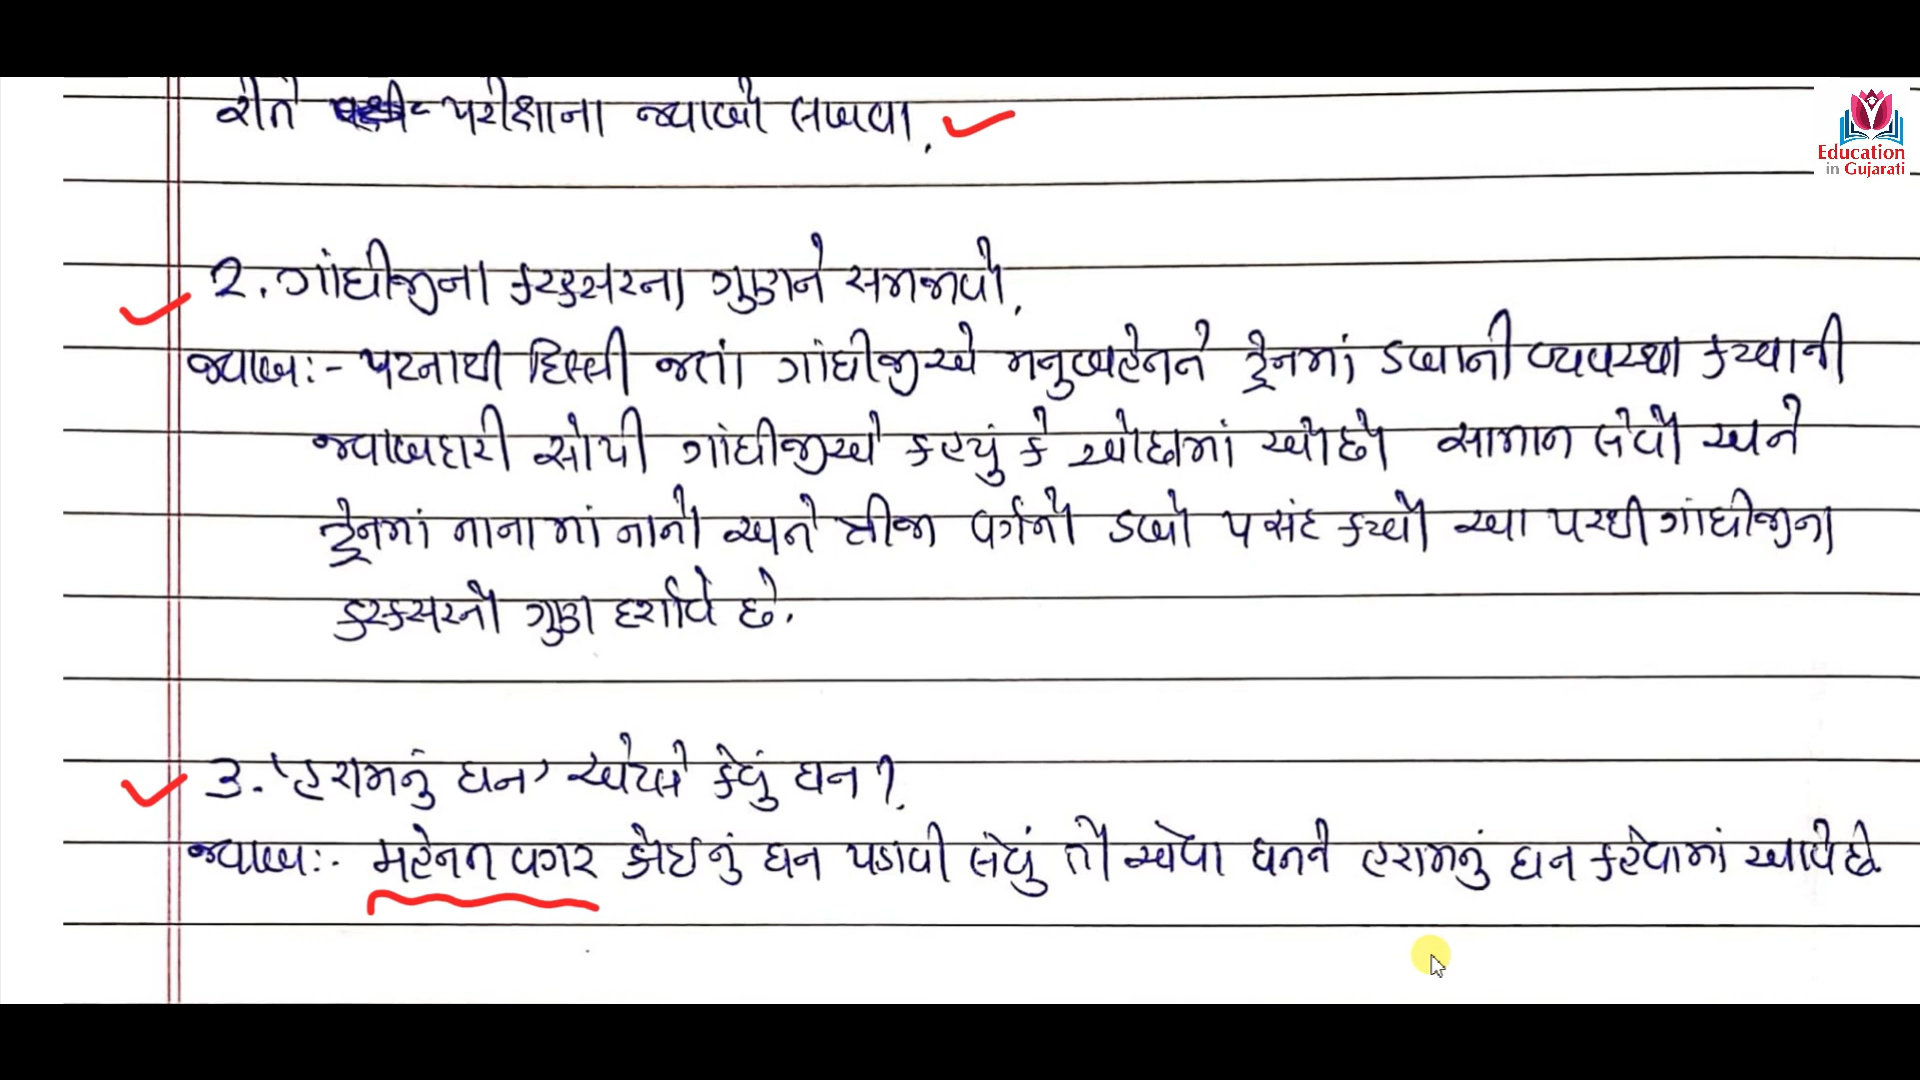 રીતે પરીક્ષાના જવાબો લખવા.
Education
in Gujarati
2. ગાંધીજીના કરકસરના ગુણને સમજાવો.
જવાબ:- પટનાથી દિલ્લી જતાં ગાંધીજીએ મનુબહેનને ટ્રેનમાં ડબાની વ્યવસ્થા કરવાની
જવાબદારી સોપી ગાંધીજીએ કહ્યું કે ઓછામાં ઓછો સામાન લેવો અને
ટ્રેનમાં નાનામાં નાનો અને ત્રીજા વર્ગનો ડબો પસંદ કરવો આ પરથી ગાંધીજીના
કરકસરનો ગુણ દર્શાવે છે.
3. 'હરામનું ધન' એટલે કેવું ધન ?
જવાબ:- મહેનત વગર કોઈનું ધન પડાવી લેવું તો એવા ધનને હરામનું ધન કહેવામાં આવે છે